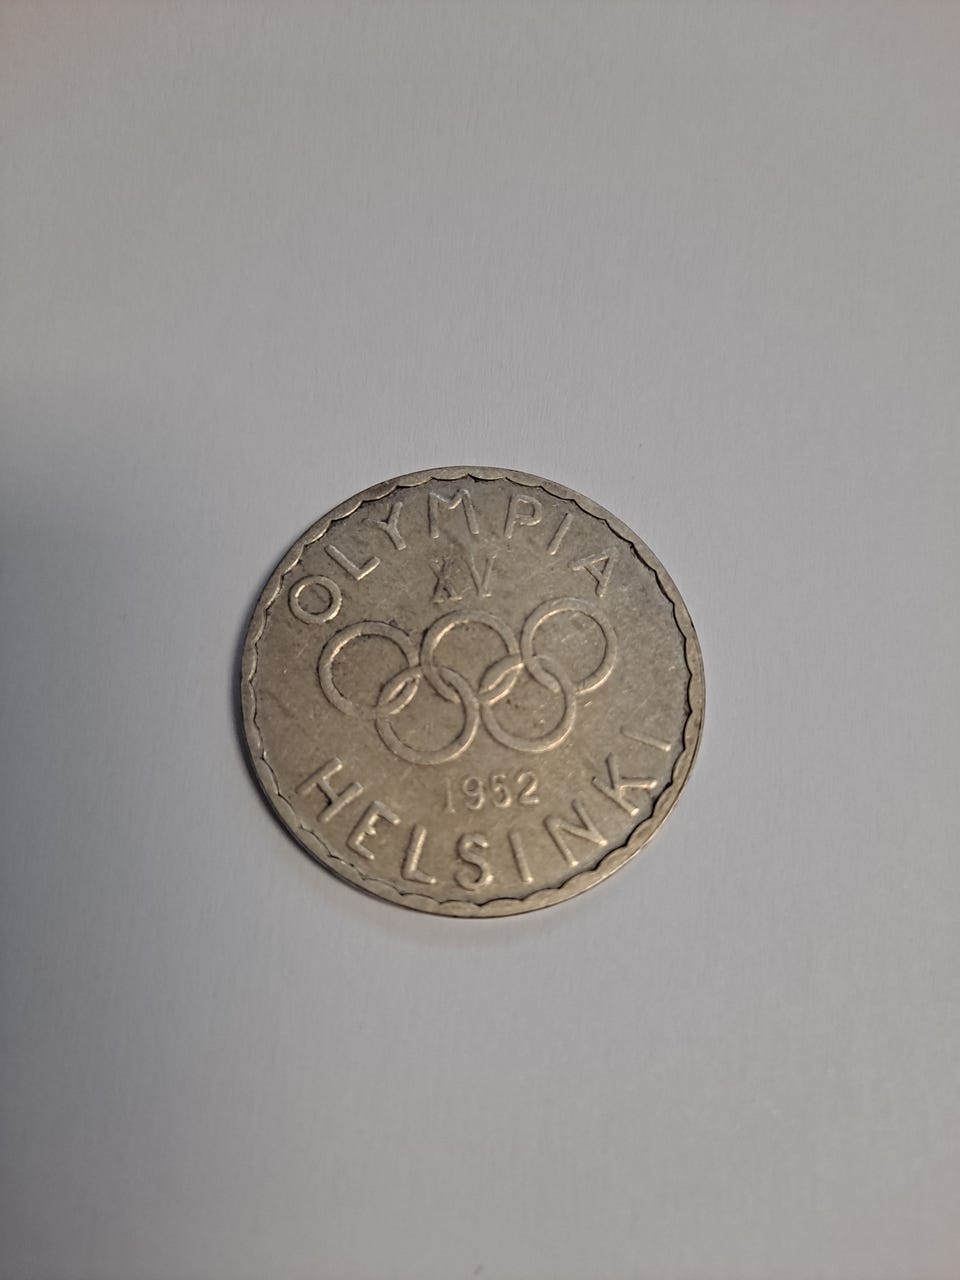 OLYMPIA
XV
1952
HELSINKI